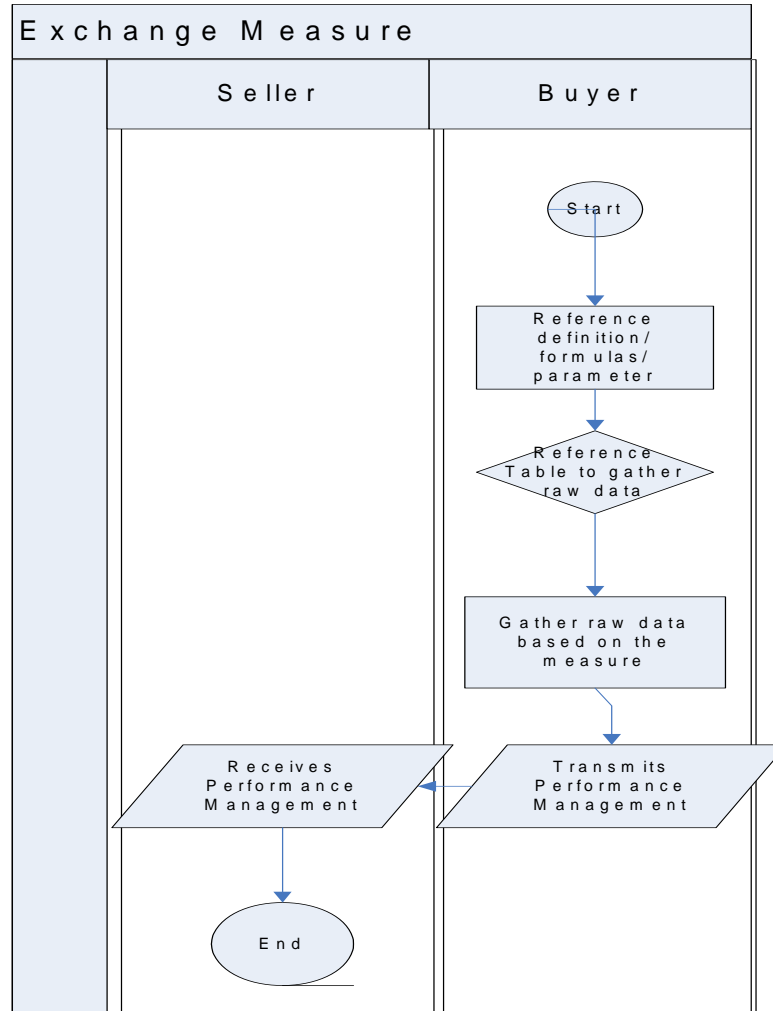 Exchange Measure
Seller
Buyer
Start
Reference
definition/
formulas/
parameter
Reference
Table to gather
raw data
Gather raw data
based on the
measure
Receives
Performance
Management
Transmits
Performance
Management
End